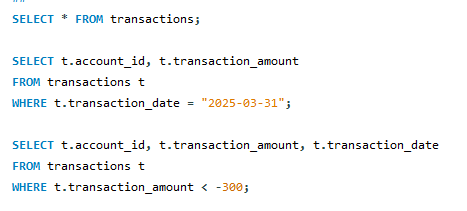 SELECT * FROM transactions;
SELECT t.account_id, t.transaction_amount
FROM transactions t
WHERE t.transaction_date = "2025-03-31";
SELECT t.account_id, t.transaction_amount, t.transaction_date
FROM transactions t
WHERE t.transaction_amount < -300;